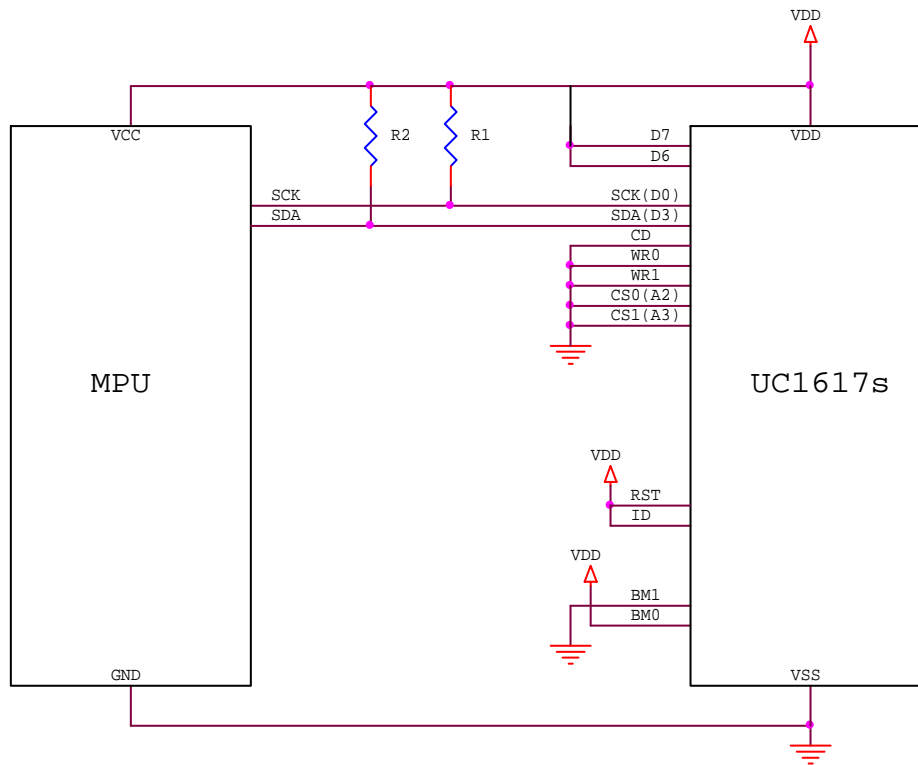 VDD
VCC
R2
R1
D7
D6
VDD
SCK
SCK(D0)
SDA
SDA(D3)
CD
WR0
WR1
CS0(A2)
CS1(A3)
MPU
UC1617s
VDD
RST
ID
VDD
BM1
BM0
GND
VSS